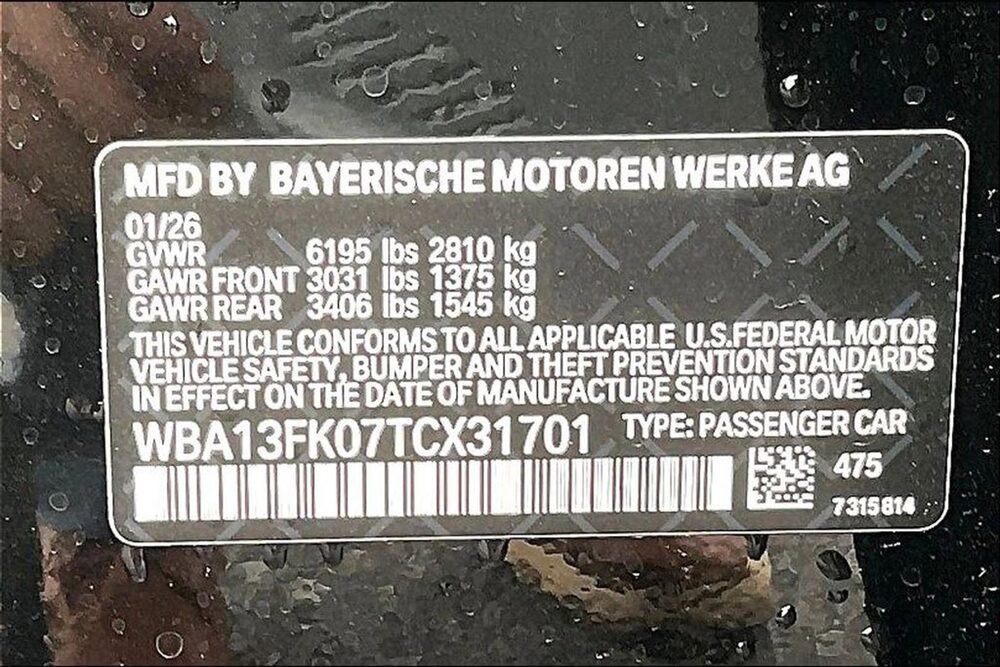 MFD BY BAYERISCHE MOTOREN WERKE AG
01/26
GVWR 6195 lbs 2810 kg
GAWR FRONT 3031 lbs 1375 kg
GAWR REAR 3406 lbs 1545 kg
THIS VEHICLE CONFORMS TO ALL APPLICABLE U.S.FEDERAL MOTOR
VEHICLE SAFETY, BUMPER AND THEFT PREVENTION STANDARDS
IN EFFECT ON THE DATE OF MANUFACTURE SHOWN ABOVE.
WBA13FK07TCX31701 TYPE: PASSENGER CAR
475
7315814